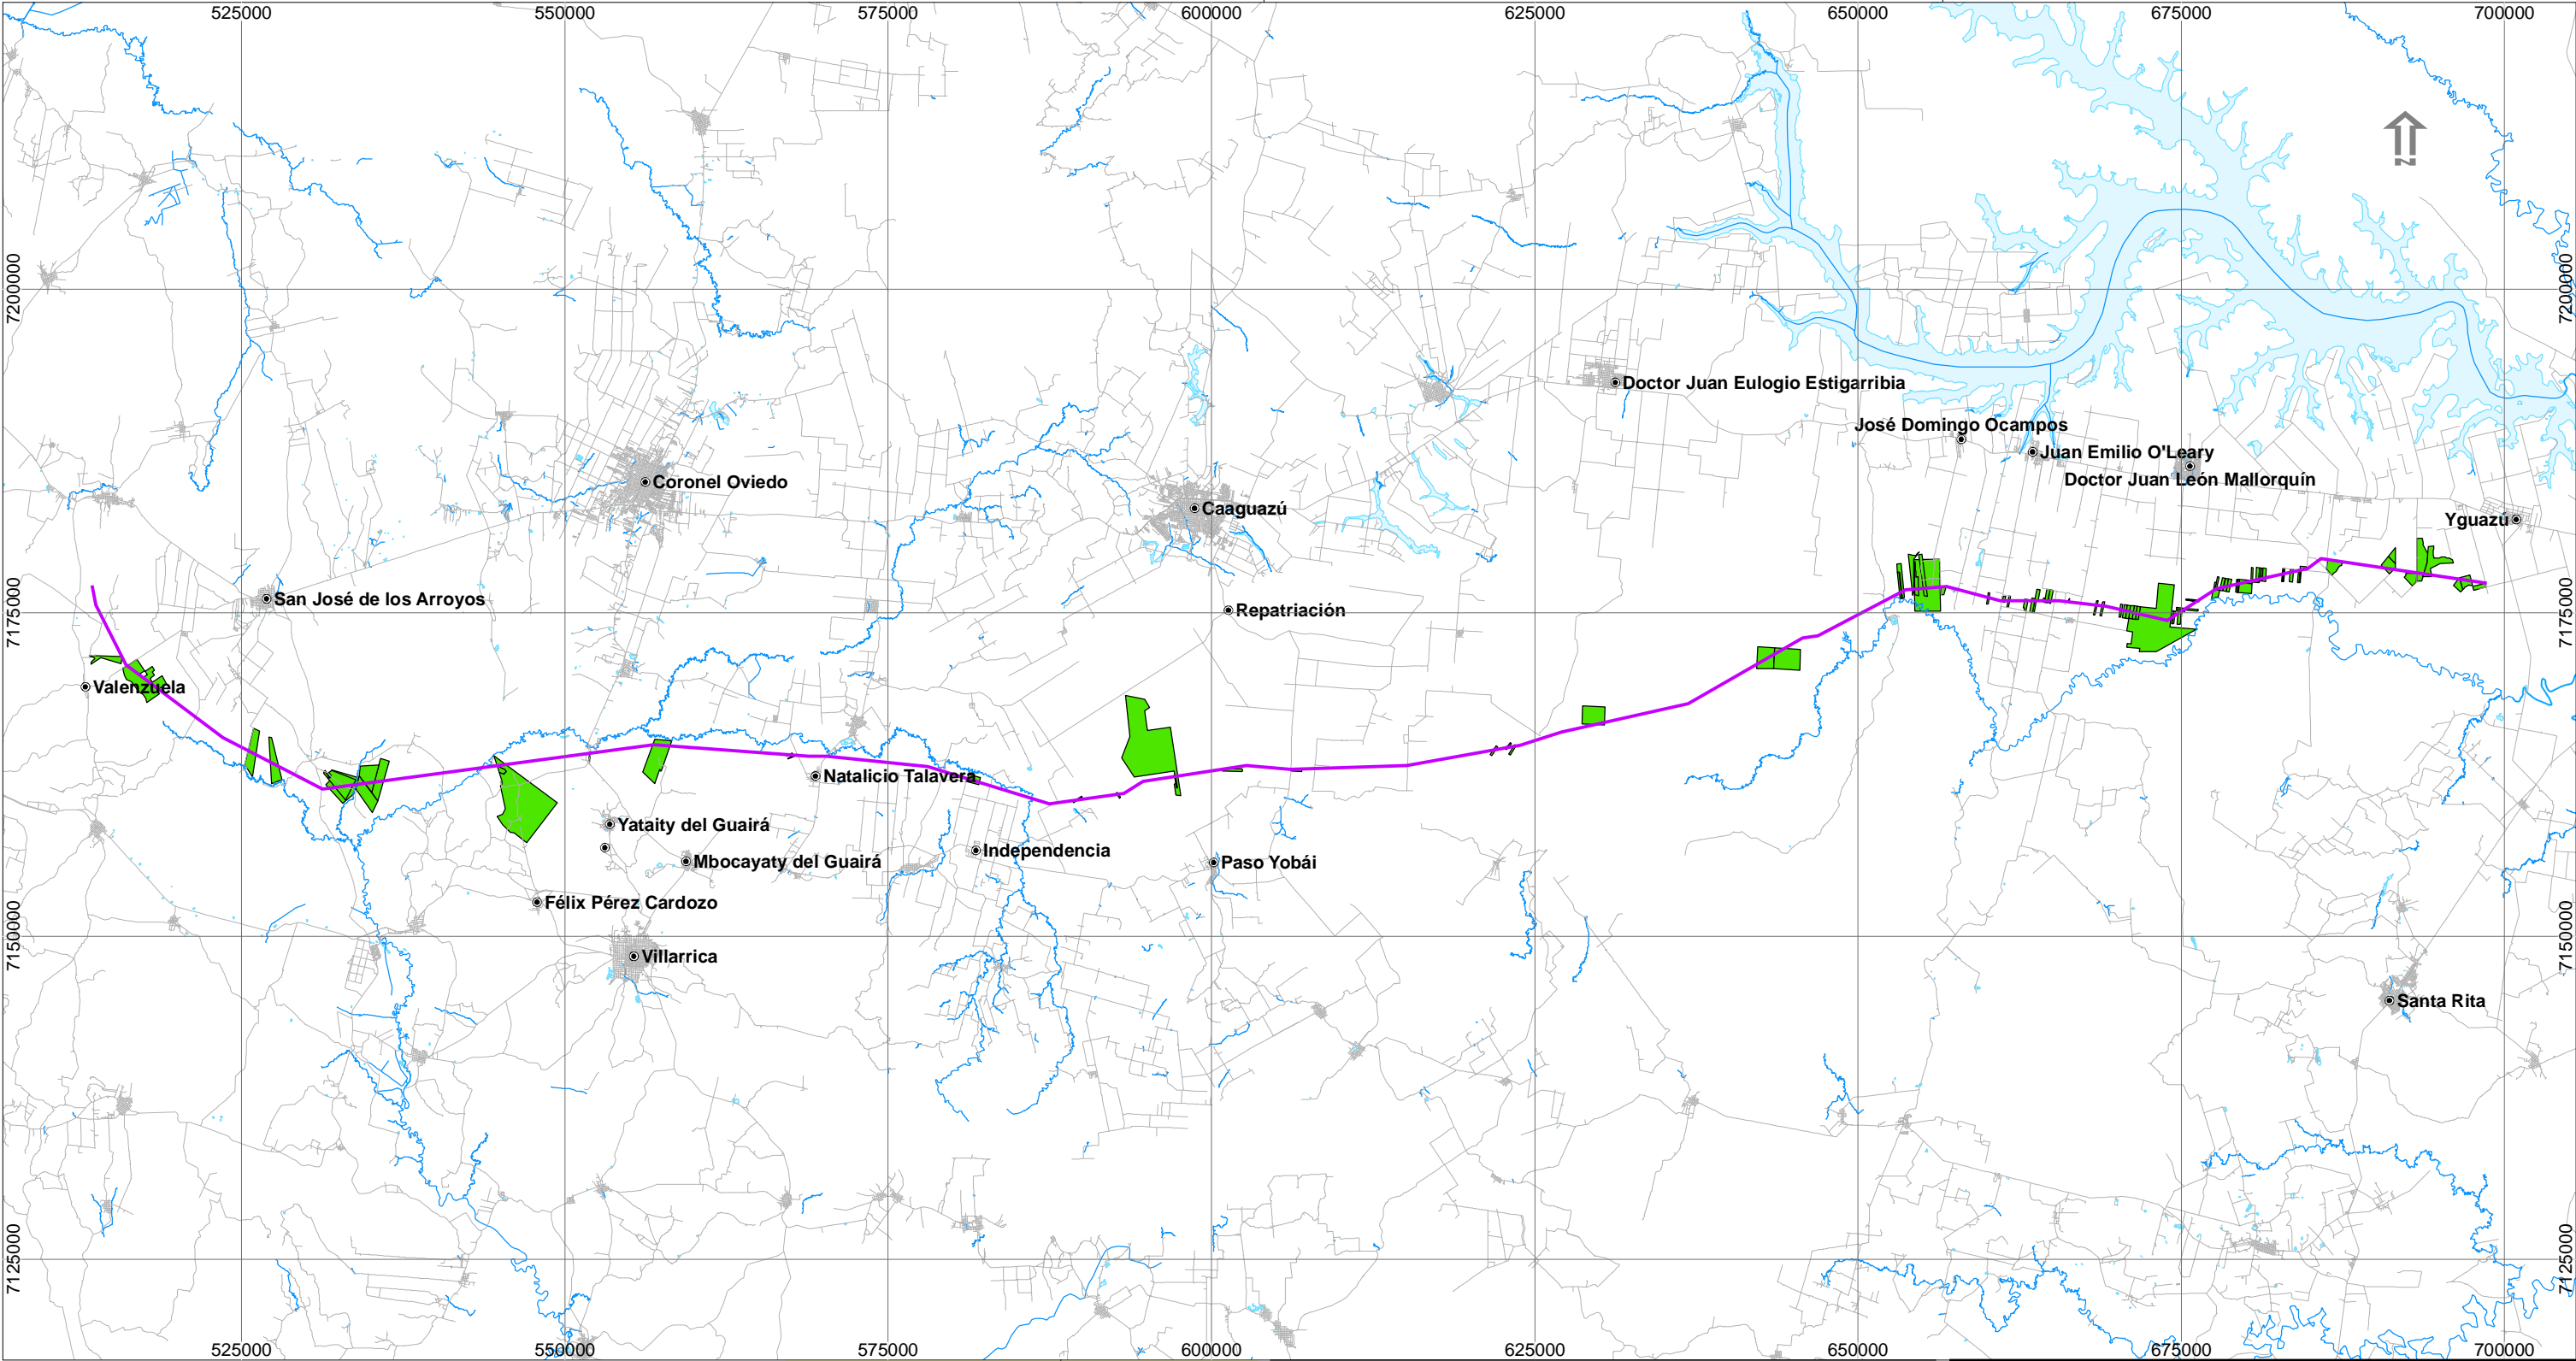 525000 550000 575000 600000 625000 650000 675000 700000
7200000 7200000
Doctor Juan Eulogio Estigarribia
José Domingo Ocampos
Juan Emilio O'Leary
Doctor Juan León Mallorquín
Coronel Oviedo
Caaguazú
Yguazú
San José de los Arroyos
Repatriación
7175000 7175000
Valenzuela
Natalicio Talavera
Yataity del Guairá
Independencia
Mbocayaty del Guairá
Paso Yobái
Félix Pérez Cardozo
Villarrica
7150000 7150000
Santa Rita
7125000 7125000
525000 550000 575000 600000 625000 650000 675000 700000
N